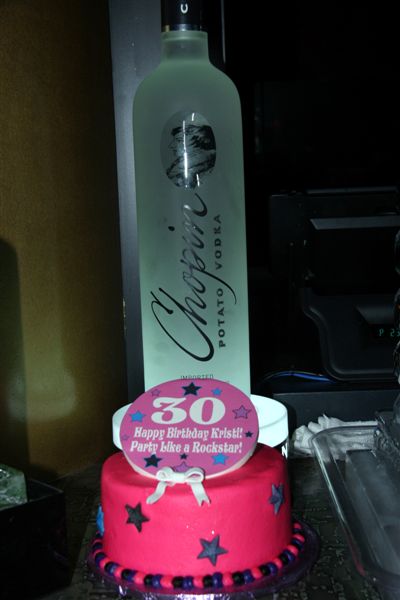 Chopin
POTATO VODKA
IMPORTED
30
Happy Birthday Kristi!
Party Like a Rockstar!